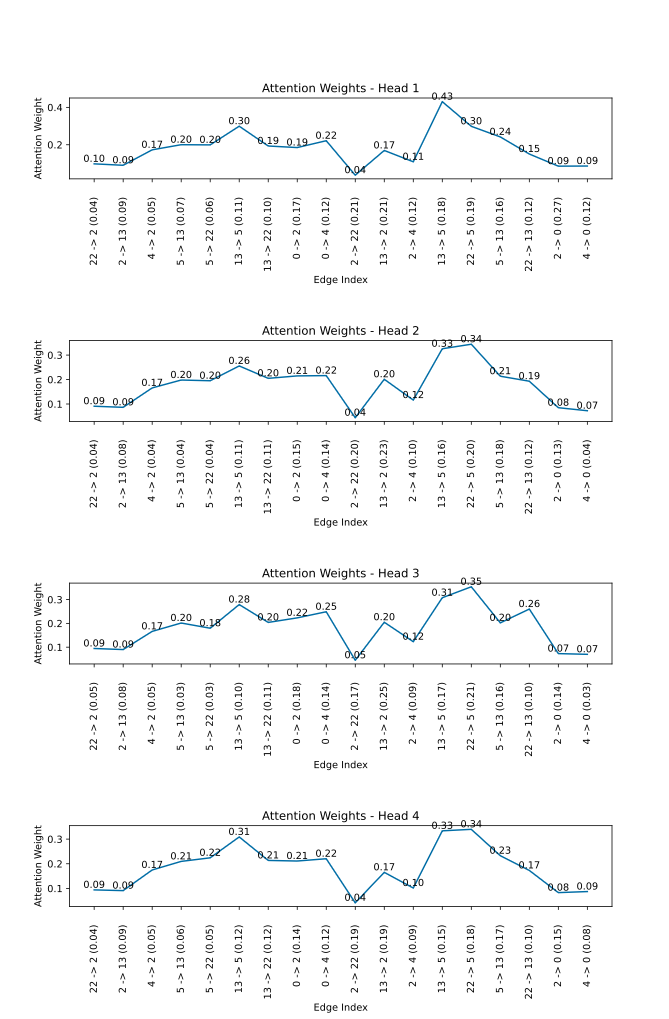 Attention Weights - Head 1
Attention Weight
0.4
0.2
0.10 0.09 0.17 0.20 0.20 0.30 0.19 0.19 0.22 0.04 0.17 0.11 0.43 0.30 0.24 0.15 0.09 0.09
22 -> 2 (0.04)
2 -> 13 (0.09)
4 -> 2 (0.05)
5 -> 13 (0.07)
5 -> 22 (0.06)
13 -> 5 (0.11)
13 -> 22 (0.10)
0 -> 2 (0.17)
0 -> 4 (0.12)
2 -> 22 (0.21)
13 -> 2 (0.21)
2 -> 4 (0.12)
13 -> 5 (0.18)
22 -> 5 (0.19)
5 -> 13 (0.16)
22 -> 13 (0.12)
2 -> 0 (0.27)
4 -> 0 (0.12)
Edge Index
Attention Weights - Head 2
Attention Weight
0.3
0.2
0.1
0.09 0.09 0.17 0.20 0.20 0.26 0.20 0.21 0.22 0.04 0.20 0.12 0.33 0.34 0.21 0.19 0.08 0.07
22 -> 2 (0.04)
2 -> 13 (0.08)
4 -> 2 (0.04)
5 -> 13 (0.04)
5 -> 22 (0.04)
13 -> 5 (0.11)
13 -> 22 (0.11)
0 -> 2 (0.15)
0 -> 4 (0.14)
2 -> 22 (0.20)
13 -> 2 (0.23)
2 -> 4 (0.10)
13 -> 5 (0.16)
22 -> 5 (0.20)
5 -> 13 (0.18)
22 -> 13 (0.08)
2 -> 0 (0.13)
4 -> 0 (0.04)
Edge Index
Attention Weights - Head 3
Attention Weight
0.3
0.2
0.1
0.09 0.09 0.17 0.20 0.18 0.28 0.20 0.22 0.25 0.05 0.20 0.12 0.31 0.35 0.20 0.26 0.07 0.07
22 -> 2 (0.05)
2 -> 13 (0.08)
4 -> 2 (0.05)
5 -> 13 (0.03)
5 -> 22 (0.03)
13 -> 5 (0.10)
13 -> 22 (0.11)
0 -> 2 (0.18)
0 -> 4 (0.14)
2 -> 22 (0.17)
13 -> 2 (0.25)
2 -> 4 (0.09)
13 -> 5 (0.17)
22 -> 5 (0.21)
5 -> 13 (0.16)
22 -> 13 (0.10)
2 -> 0 (0.14)
4 -> 0 (0.03)
Edge Index
Attention Weights - Head 4
Attention Weight
0.3
0.2
0.1
0.09 0.09 0.17 0.21 0.22 0.31 0.21 0.21 0.22 0.04 0.17 0.10 0.33 0.34 0.23 0.17 0.08 0.09
22 -> 2 (0.04)
2 -> 13 (0.09)
4 -> 2 (0.05)
5 -> 13 (0.06)
5 -> 22 (0.05)
13 -> 5 (0.12)
13 -> 22 (0.12)
0 -> 2 (0.14)
0 -> 4 (0.12)
2 -> 22 (0.19)
13 -> 2 (0.19)
2 -> 4 (0.09)
13 -> 5 (0.15)
22 -> 5 (0.18)
5 -> 13 (0.17)
22 -> 13 (0.10)
2 -> 0 (0.15)
4 -> 0 (0.08)
Edge Index